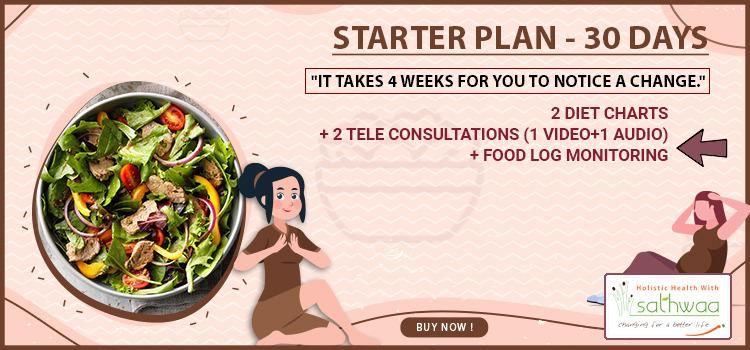 STARTER PLAN - 30 DAYS
"IT TAKES 4 WEEKS FOR YOU TO NOTICE A CHANGE."
2 DIET CHARTS
+ 2 TELE CONSULTATIONS (1 VIDEO+1 AUDIO)
+ FOOD LOG MONITORING
Holistic Health With
sathwaa
changing for a better life
BUY NOW !